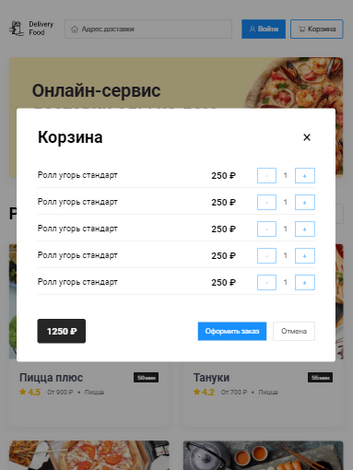 Delivery
Food
Адрес доставки
Войти
Корзина
Онлайн-сервис
Корзина
Ролл угорь стандарт 250 ₽ - 1 +
Ролл угорь стандарт 250 ₽ - 1 +
Ролл угорь стандарт 250 ₽ - 1 +
Ролл угорь стандарт 250 ₽ - 1 +
Ролл угорь стандарт 250 ₽ - 1 +
1250 ₽
Оформить заказ
Отмена
Пицца плюс
50 мин
4.5 От 900 ₽ • Пицца
Тануки
55 мин
4.2 От 700 ₽ • Пицца